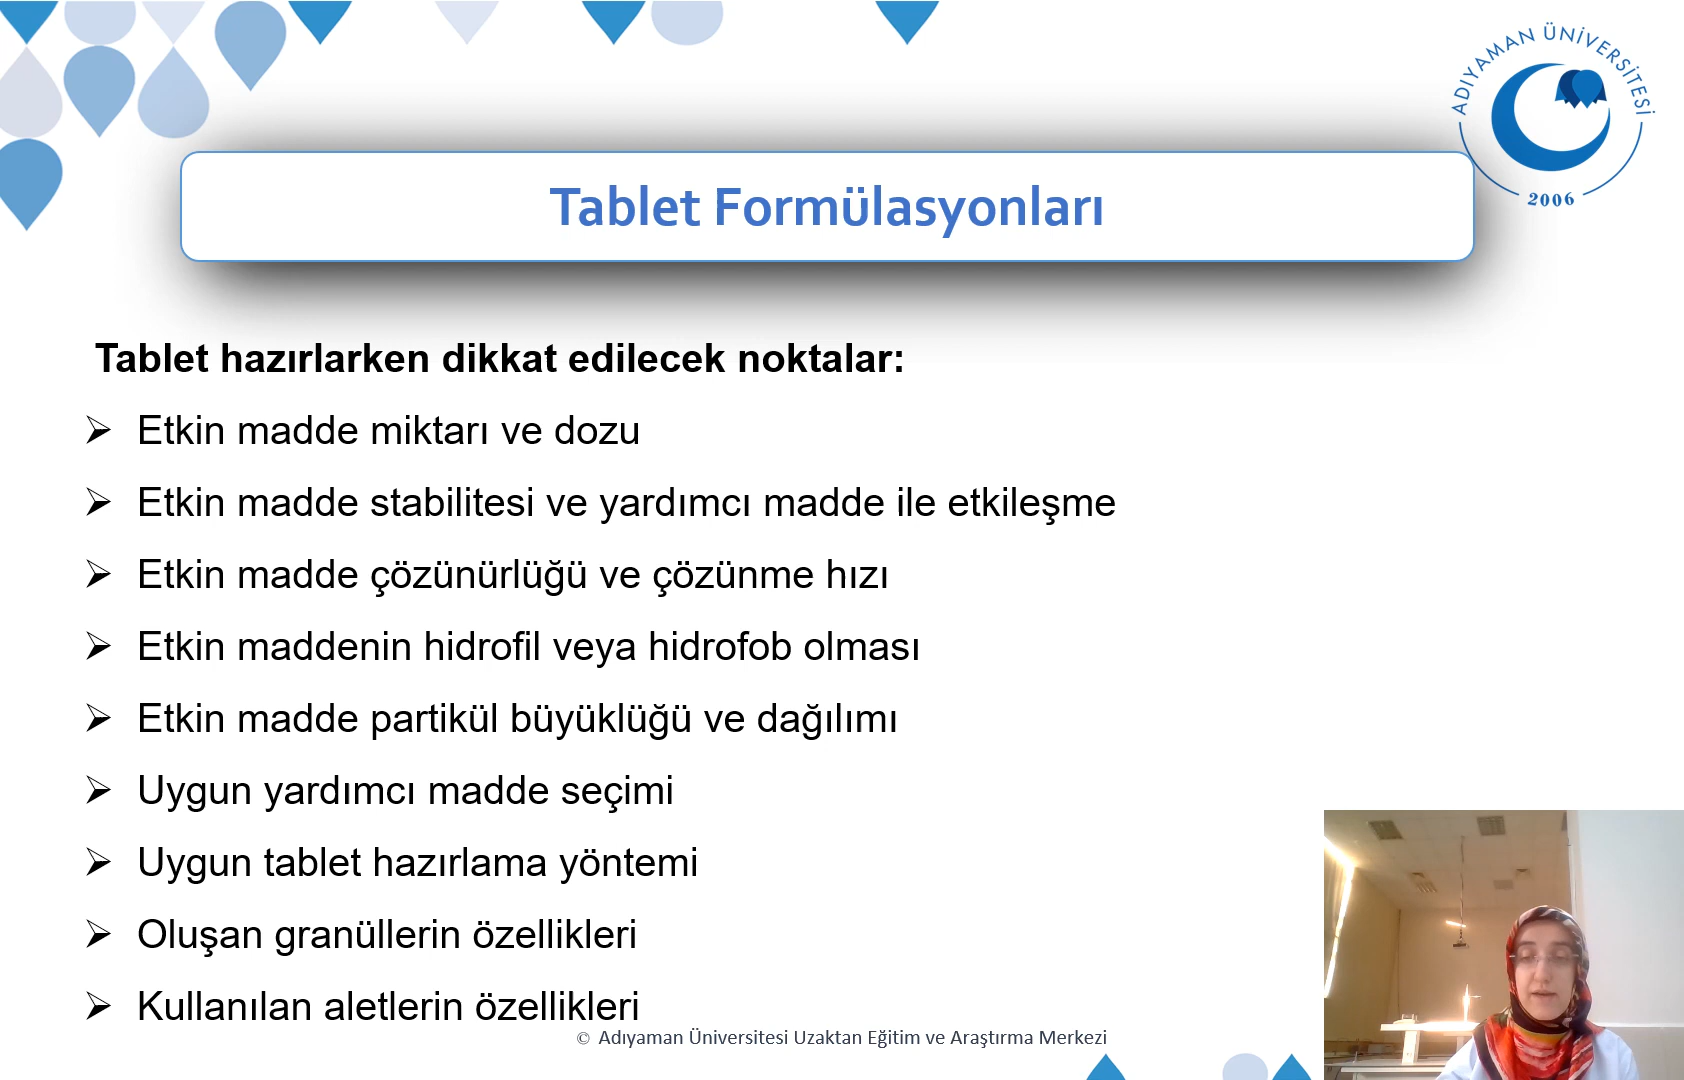 ADIYAMAN ÜNİVERSİTESİ
2006
Tablet Formülasyonları
Tablet hazırlarken dikkat edilecek noktalar:
Etkin madde miktarı ve dozu
Etkin madde stabilitesi ve yardımcı madde ile etkileşme
Etkin madde çözünürlüğü ve çözünme hızı
Etkin maddenin hidrofil veya hidrofob olması
Etkin madde partikül büyüklüğü ve dağılımı
Uygun yardımcı madde seçimi
Uygun tablet hazırlama yöntemi
Oluşan granüllerin özellikleri
Kullanılan aletlerin özellikleri
© Adıyaman Üniversitesi Uzaktan Eğitim ve Araştırma Merkezi